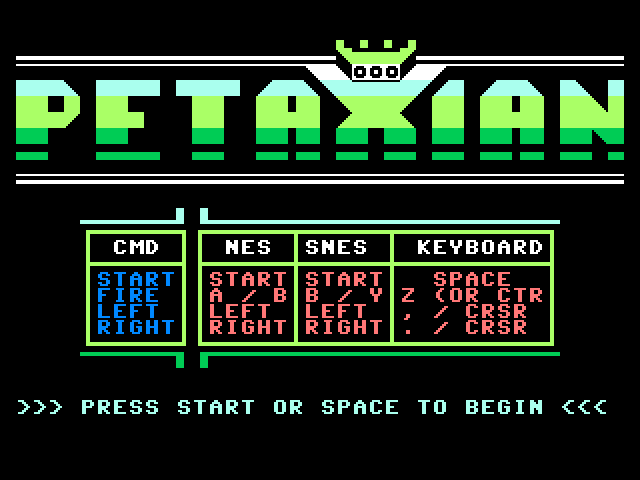 PETAXIAN
CMD NES SNES KEYBOARD
START START START SPACE
FIRE A / B B / Y Z (OR CTR
LEFT LEFT LEFT , / CRSR
RIGHT RIGHT RIGHT . / CRSR
>>> PRESS START OR SPACE TO BEGIN <<<